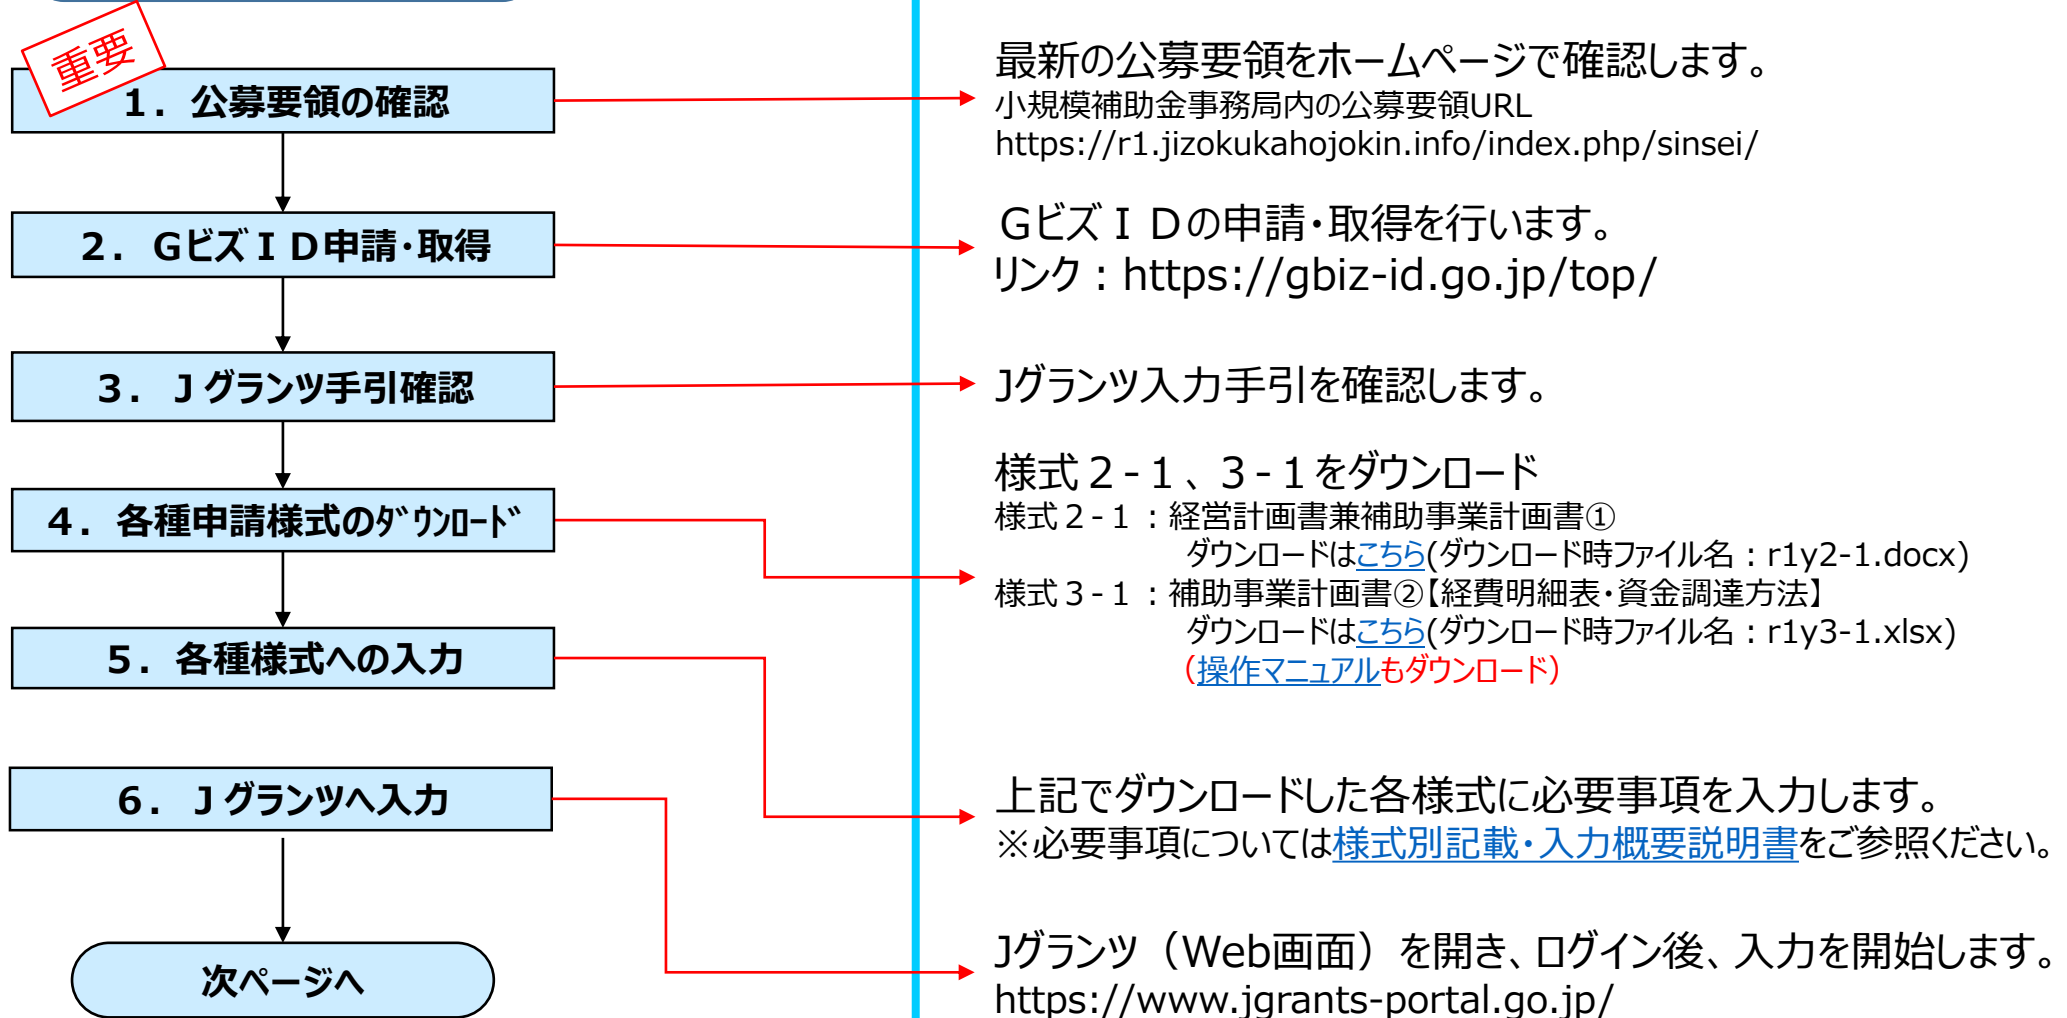 重要
１．公募要領の確認
２．ＧビズＩＤ申請・取得
３．Ｊグランツ手引確認
４．各種申請様式のﾀﾞｳﾝﾛｰﾄﾞ
５．各種様式への入力
６．Ｊグランツへ入力
次ページへ
最新の公募要領をホームページで確認します。
小規模補助金事務局内の公募要領URL
https://r1.jizokukahojokin.info/index.php/sinsei/
ＧビズＩＤの申請・取得を行います。
リンク：https://gbiz-id.go.jp/top/
Jグランツ入力手引を確認します。
様式２-１、３-１をダウンロード
様式２-１：経営計画書兼補助事業計画書①
ダウンロードはこちら(ダウンロード時ファイル名：r1y2-1.docx)
様式３-１：補助事業計画書②【経費明細表・資金調達方法】
ダウンロードはこちら(ダウンロード時ファイル名：r1y3-1.xlsx)
（操作マニュアルもダウンロード）
上記でダウンロードした各様式に必要事項を入力します。
※必要事項については様式別記載・入力概要説明書をご参照ください。
Jグランツ（Web画面）を開き、ログイン後、入力を開始します。
https://www.jgrants-portal.go.jp/